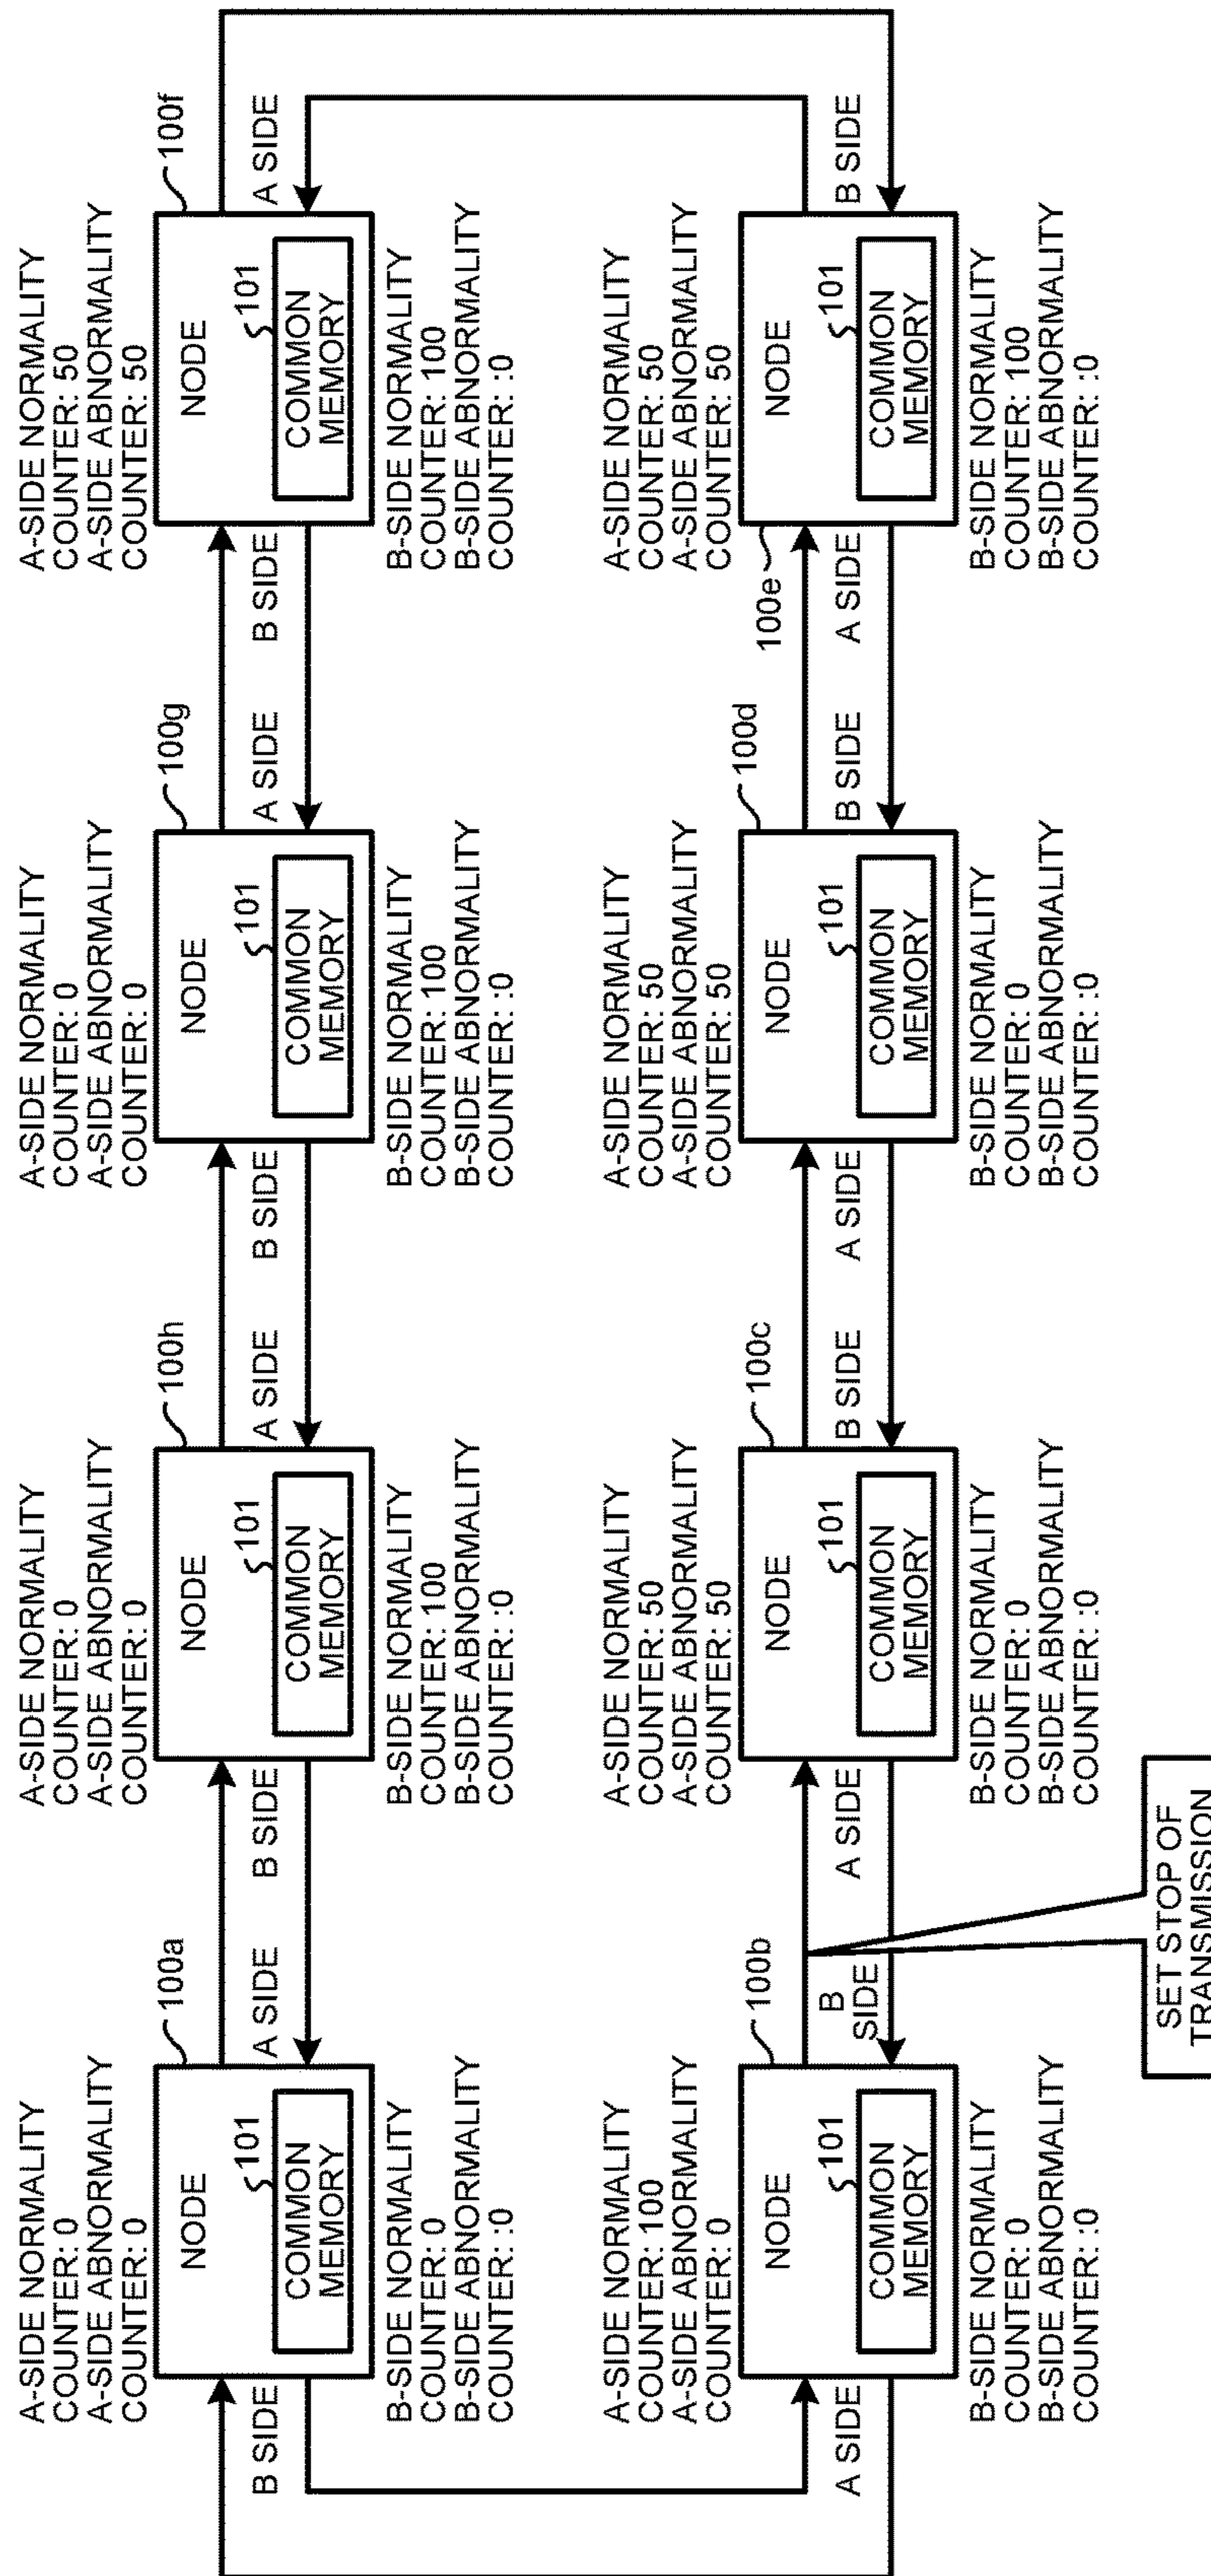 A-SIDE NORMALITY
COUNTER: 0
A-SIDE ABNORMALITY
COUNTER: 0
100a
NODE
101
COMMON
MEMORY
B SIDE
A SIDE
B-SIDE NORMALITY
COUNTER: 0
B-SIDE ABNORMALITY
COUNTER: :0
A-SIDE NORMALITY
COUNTER: 0
A-SIDE ABNORMALITY
COUNTER: 0
100h
NODE
101
COMMON
MEMORY
B SIDE
A SIDE
B-SIDE NORMALITY
COUNTER: 100
B-SIDE ABNORMALITY
COUNTER: :0
A-SIDE NORMALITY
COUNTER: 0
A-SIDE ABNORMALITY
COUNTER: 0
100g
NODE
101
COMMON
MEMORY
B SIDE
A SIDE
B-SIDE NORMALITY
COUNTER: 100
B-SIDE ABNORMALITY
COUNTER: :0
A-SIDE NORMALITY
COUNTER: 50
A-SIDE ABNORMALITY
COUNTER: 50
100f
NODE
101
COMMON
MEMORY
B SIDE
A SIDE
B-SIDE NORMALITY
COUNTER: 100
B-SIDE ABNORMALITY
COUNTER: :0
A-SIDE NORMALITY
COUNTER: 100
A-SIDE ABNORMALITY
COUNTER: 0
100b
NODE
101
COMMON
MEMORY
A SIDE
B
SIDE
B-SIDE NORMALITY
COUNTER: 0
B-SIDE ABNORMALITY
COUNTER: :0
SET STOP OF
TRANSMISSION
A-SIDE NORMALITY
COUNTER: 50
A-SIDE ABNORMALITY
COUNTER: 50
100c
NODE
101
COMMON
MEMORY
A SIDE
B SIDE
B-SIDE NORMALITY
COUNTER: 0
B-SIDE ABNORMALITY
COUNTER: :0
A-SIDE NORMALITY
COUNTER: 50
A-SIDE ABNORMALITY
COUNTER: 50
100d
NODE
101
COMMON
MEMORY
A SIDE
B SIDE
B-SIDE NORMALITY
COUNTER: 0
B-SIDE ABNORMALITY
COUNTER: :0
A-SIDE NORMALITY
COUNTER: 50
A-SIDE ABNORMALITY
COUNTER: 50
100e
NODE
101
COMMON
MEMORY
A SIDE
B SIDE
B-SIDE NORMALITY
COUNTER: 100
B-SIDE ABNORMALITY
COUNTER: :0